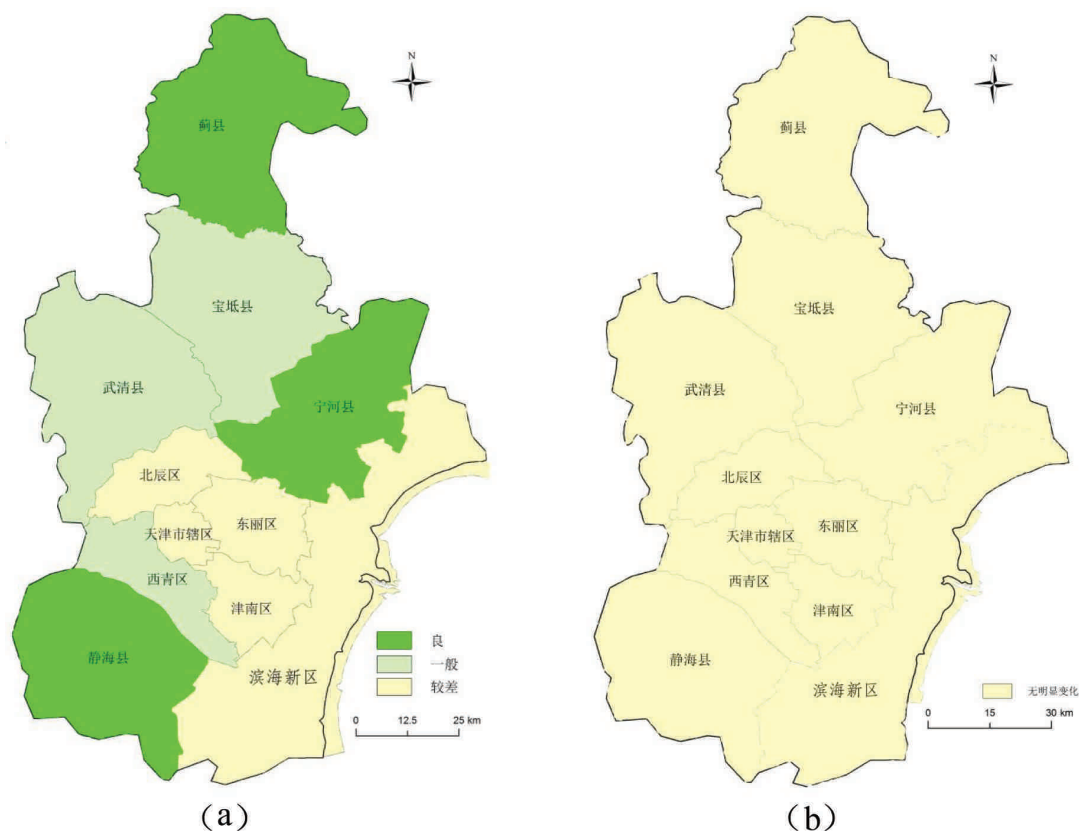 N
蓟县
宝坻县
武清县
宁河县
北辰区
东丽区
天津市辖区
西青区
津南区
静海县
滨海新区
良
一般
较差
0 12.5 25 km
(a)
N
蓟县
宝坻县
武清县
宁河县
北辰区
东丽区
天津市辖区
西青区
津南区
静海县
滨海新区
无明显变化
0 15 30 km
(b)